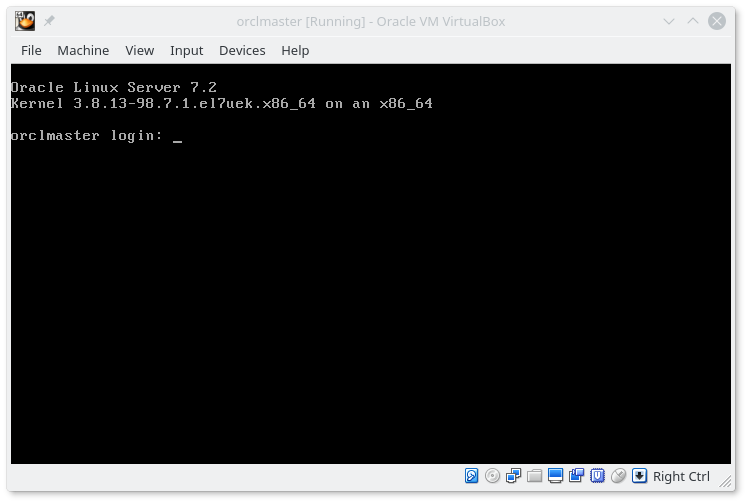 orclmaster [Running] - Oracle VM VirtualBox
File Machine View Input Devices Help
Oracle Linux Server 7.2
Kernel 3.8.13-98.7.1.el7uek.x86_64 on an x86_64
orclmaster login: _
Right Ctrl